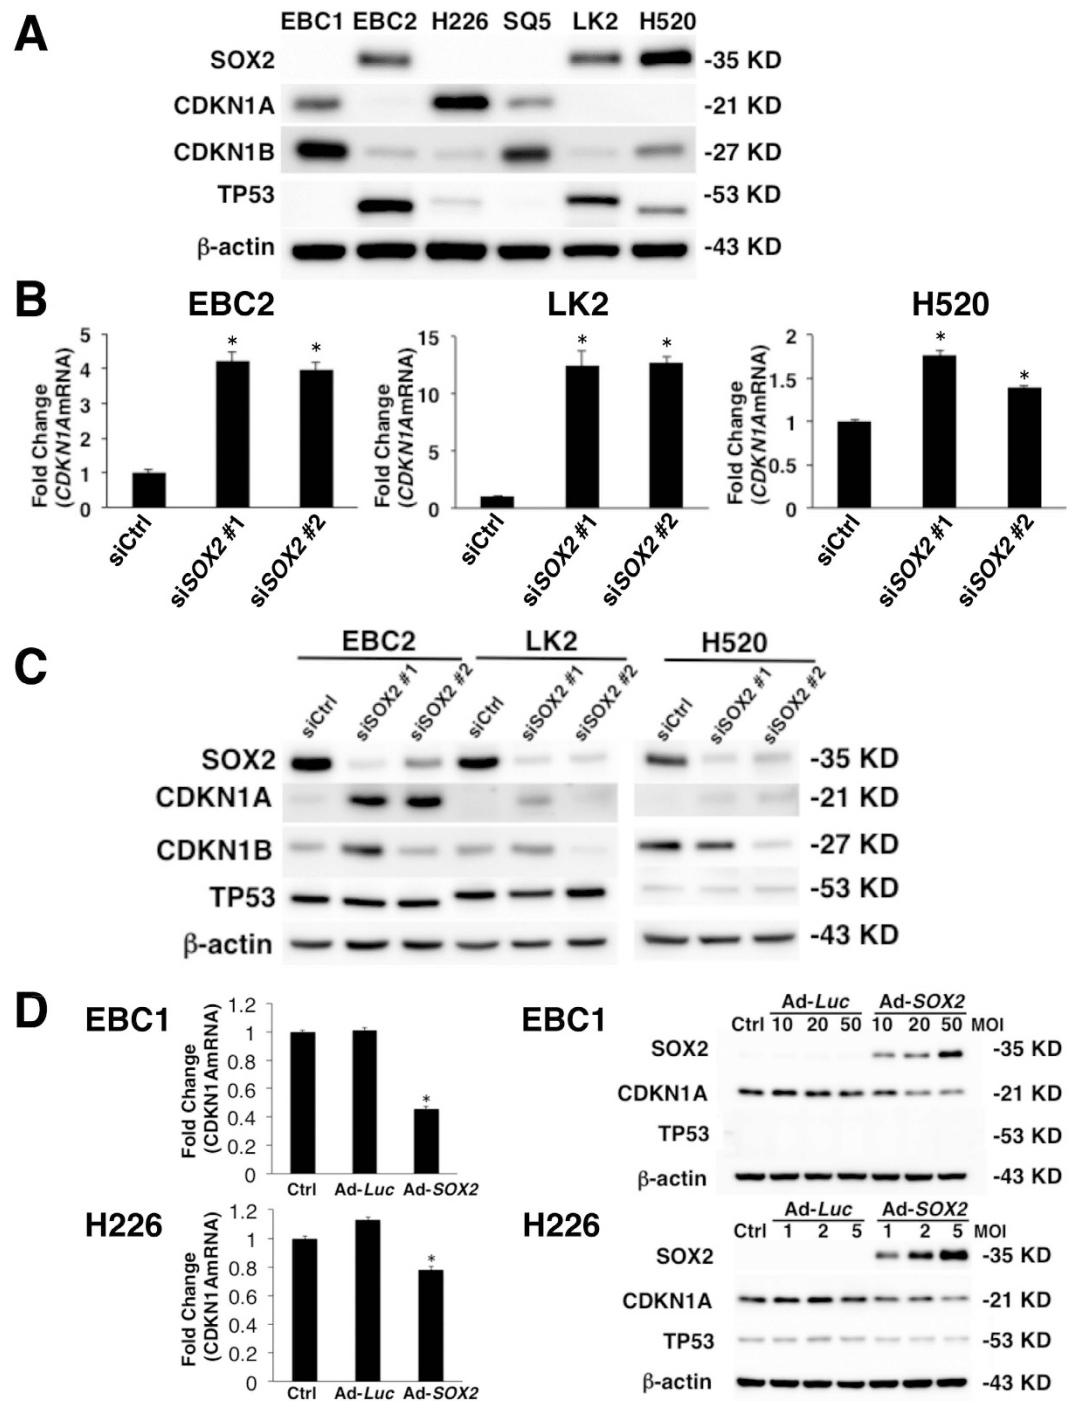 A
EBC1 EBC2 H226 SQ5 LK2 H520
SOX2 -35 KD
CDKN1A -21 KD
CDKN1B -27 KD
TP53 -53 KD
β-actin -43 KD
B
EBC2
Fold Change
(CDKN1AmRNA)
5
4
3
2
1
0
siCtrl
siSOX2 #1
siSOX2 #2
* *
LK2
Fold Change
(CDKN1AmRNA)
15
10
5
0
siCtrl
siSOX2 #1
siSOX2 #2
* *
H520
Fold Change
(CDKN1AmRNA)
2
1.5
1
0.5
0
siCtrl
siSOX2 #1
siSOX2 #2
* *
C
EBC2 LK2 H520
siCtrl siSOX2 #1 siSOX2 #2 siCtrl siSOX2 #1 siSOX2 #2 siCtrl siSOX2 #1 siSOX2 #2
SOX2 -35 KD
CDKN1A -21 KD
CDKN1B -27 KD
TP53 -53 KD
β-actin -43 KD
D
EBC1
Fold Change
(CDKN1AmRNA)
1.2
1
0.8
0.6
0.4
0.2
0
*
Ctrl Ad-Luc Ad-SOX2
EBC1
Ad-Luc Ad-SOX2
Ctrl 10 20 50 10 20 50 MOI
SOX2 -35 KD
CDKN1A -21 KD
TP53 -53 KD
β-actin -43 KD
H226
Fold Change
(CDKN1AmRNA)
1.2
1
0.8
0.6
0.4
0.2
0
*
Ctrl Ad-Luc Ad-SOX2
H226
Ad-Luc Ad-SOX2
Ctrl 1 2 5 1 2 5 MOI
SOX2 -35 KD
CDKN1A -21 KD
TP53 -53 KD
β-actin -43 KD